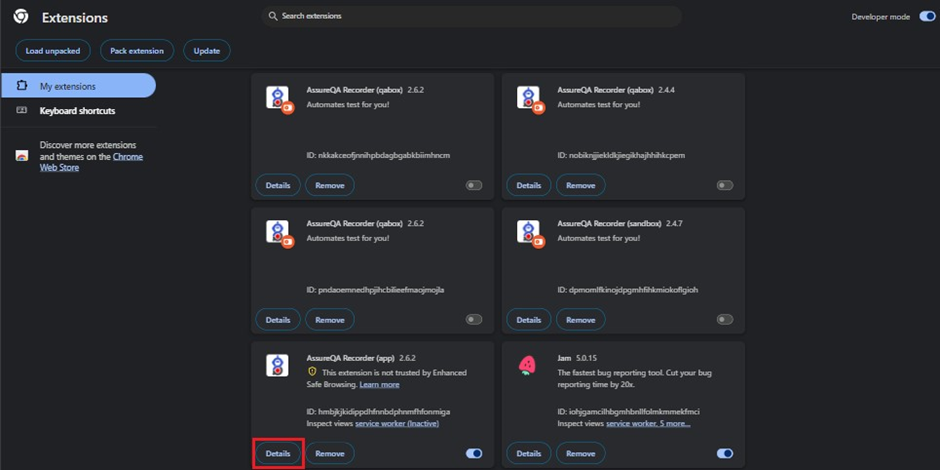 Extensions
Search extensions
Developer mode
Load unpacked
Pack extension
Update
My extensions
Keyboard shortcuts
Discover more extensions
and themes on the Chrome
Web Store
AssureQA Recorder (qabox) 2.6.2
Automates test for you!
ID: nkkakceofjnnihpbdagbgabkbiimhncm
Details
Remove
AssureQA Recorder (qabox) 2.4.4
Automates test for you!
ID: nobiknjjiekldkjiegikhajhhihkcpem
Details
Remove
AssureQA Recorder (qabox) 2.6.2
Automates test for you!
ID: pndaoemnedhpjihcbilieefmaojmojla
Details
Remove
AssureQA Recorder (sandbox) 2.4.7
Automates test for you!
ID: dpmomlfkinojdpgmhfihkmiokoflgioh
Details
Remove
AssureQA Recorder (app) 2.6.2
This extension is not trusted by Enhanced
Safe Browsing. Learn more
ID: hmbjkjkidippdhfnnbdphnmfhfonmiga
Inspect views service worker (Inactive)
Details
Remove
Jam 5.0.15
The fastest bug reporting tool. Cut your bug
reporting time by 20x.
ID: iohjgamcilhbgmhbnllfolmkmmekfmci
Inspect views service worker, 5 more...
Details
Remove